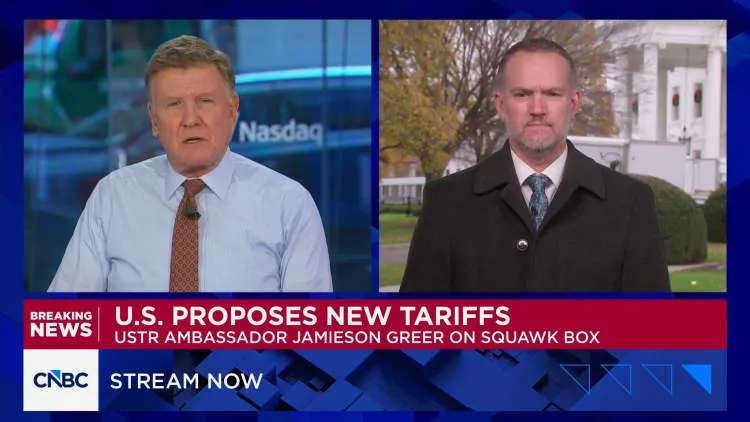 Nasdaq
BREAKING
NEWS
U.S. PROPOSES NEW TARIFFS
USTR AMBASSADOR JAMIESON GREER ON SQUAWK BOX
CNBC
STREAM NOW